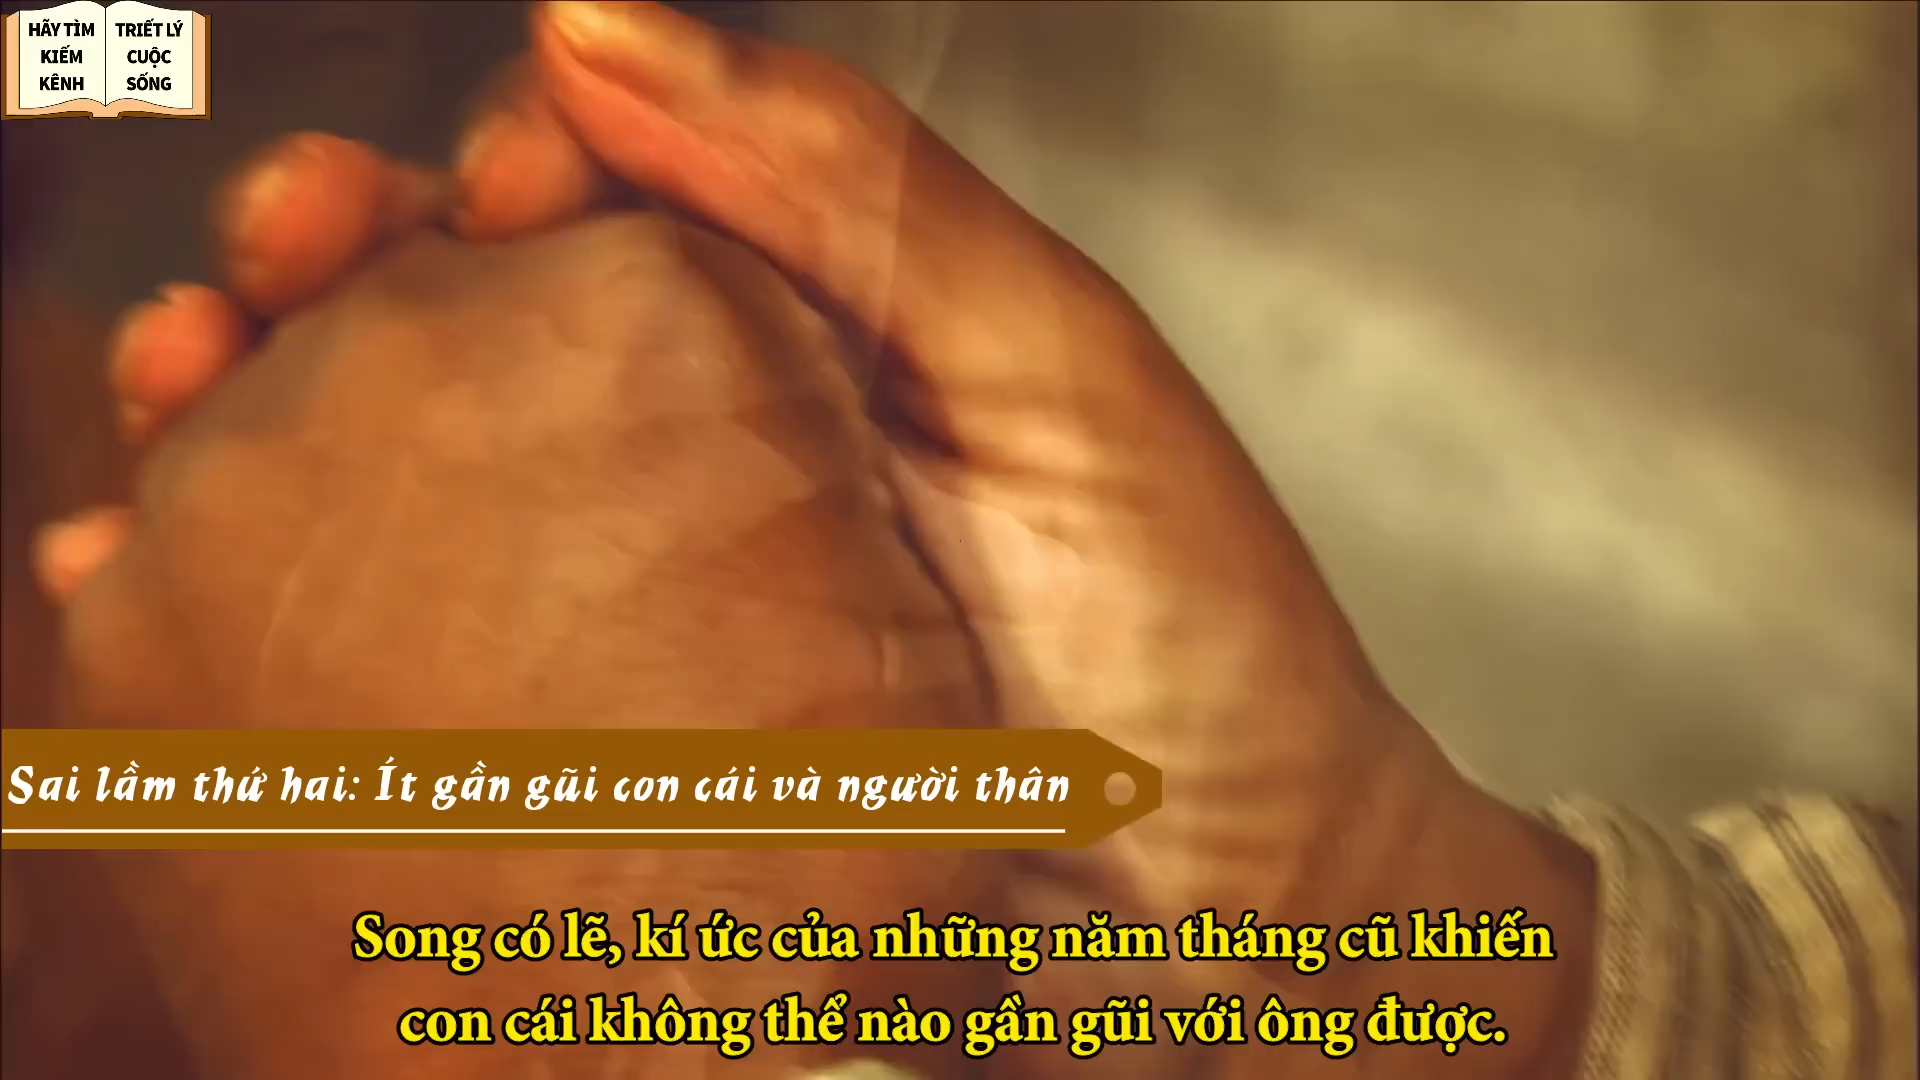 HÃY TÌM
KIẾM
KÊNH
TRIẾT LÝ
CUỘC
SỐNG
Sai lầm thứ hai: Ít gần gũi con cái và người thân
Song có lẽ, kí ức của những năm tháng cũ khiến
con cái không thể nào gần gũi với ông được.